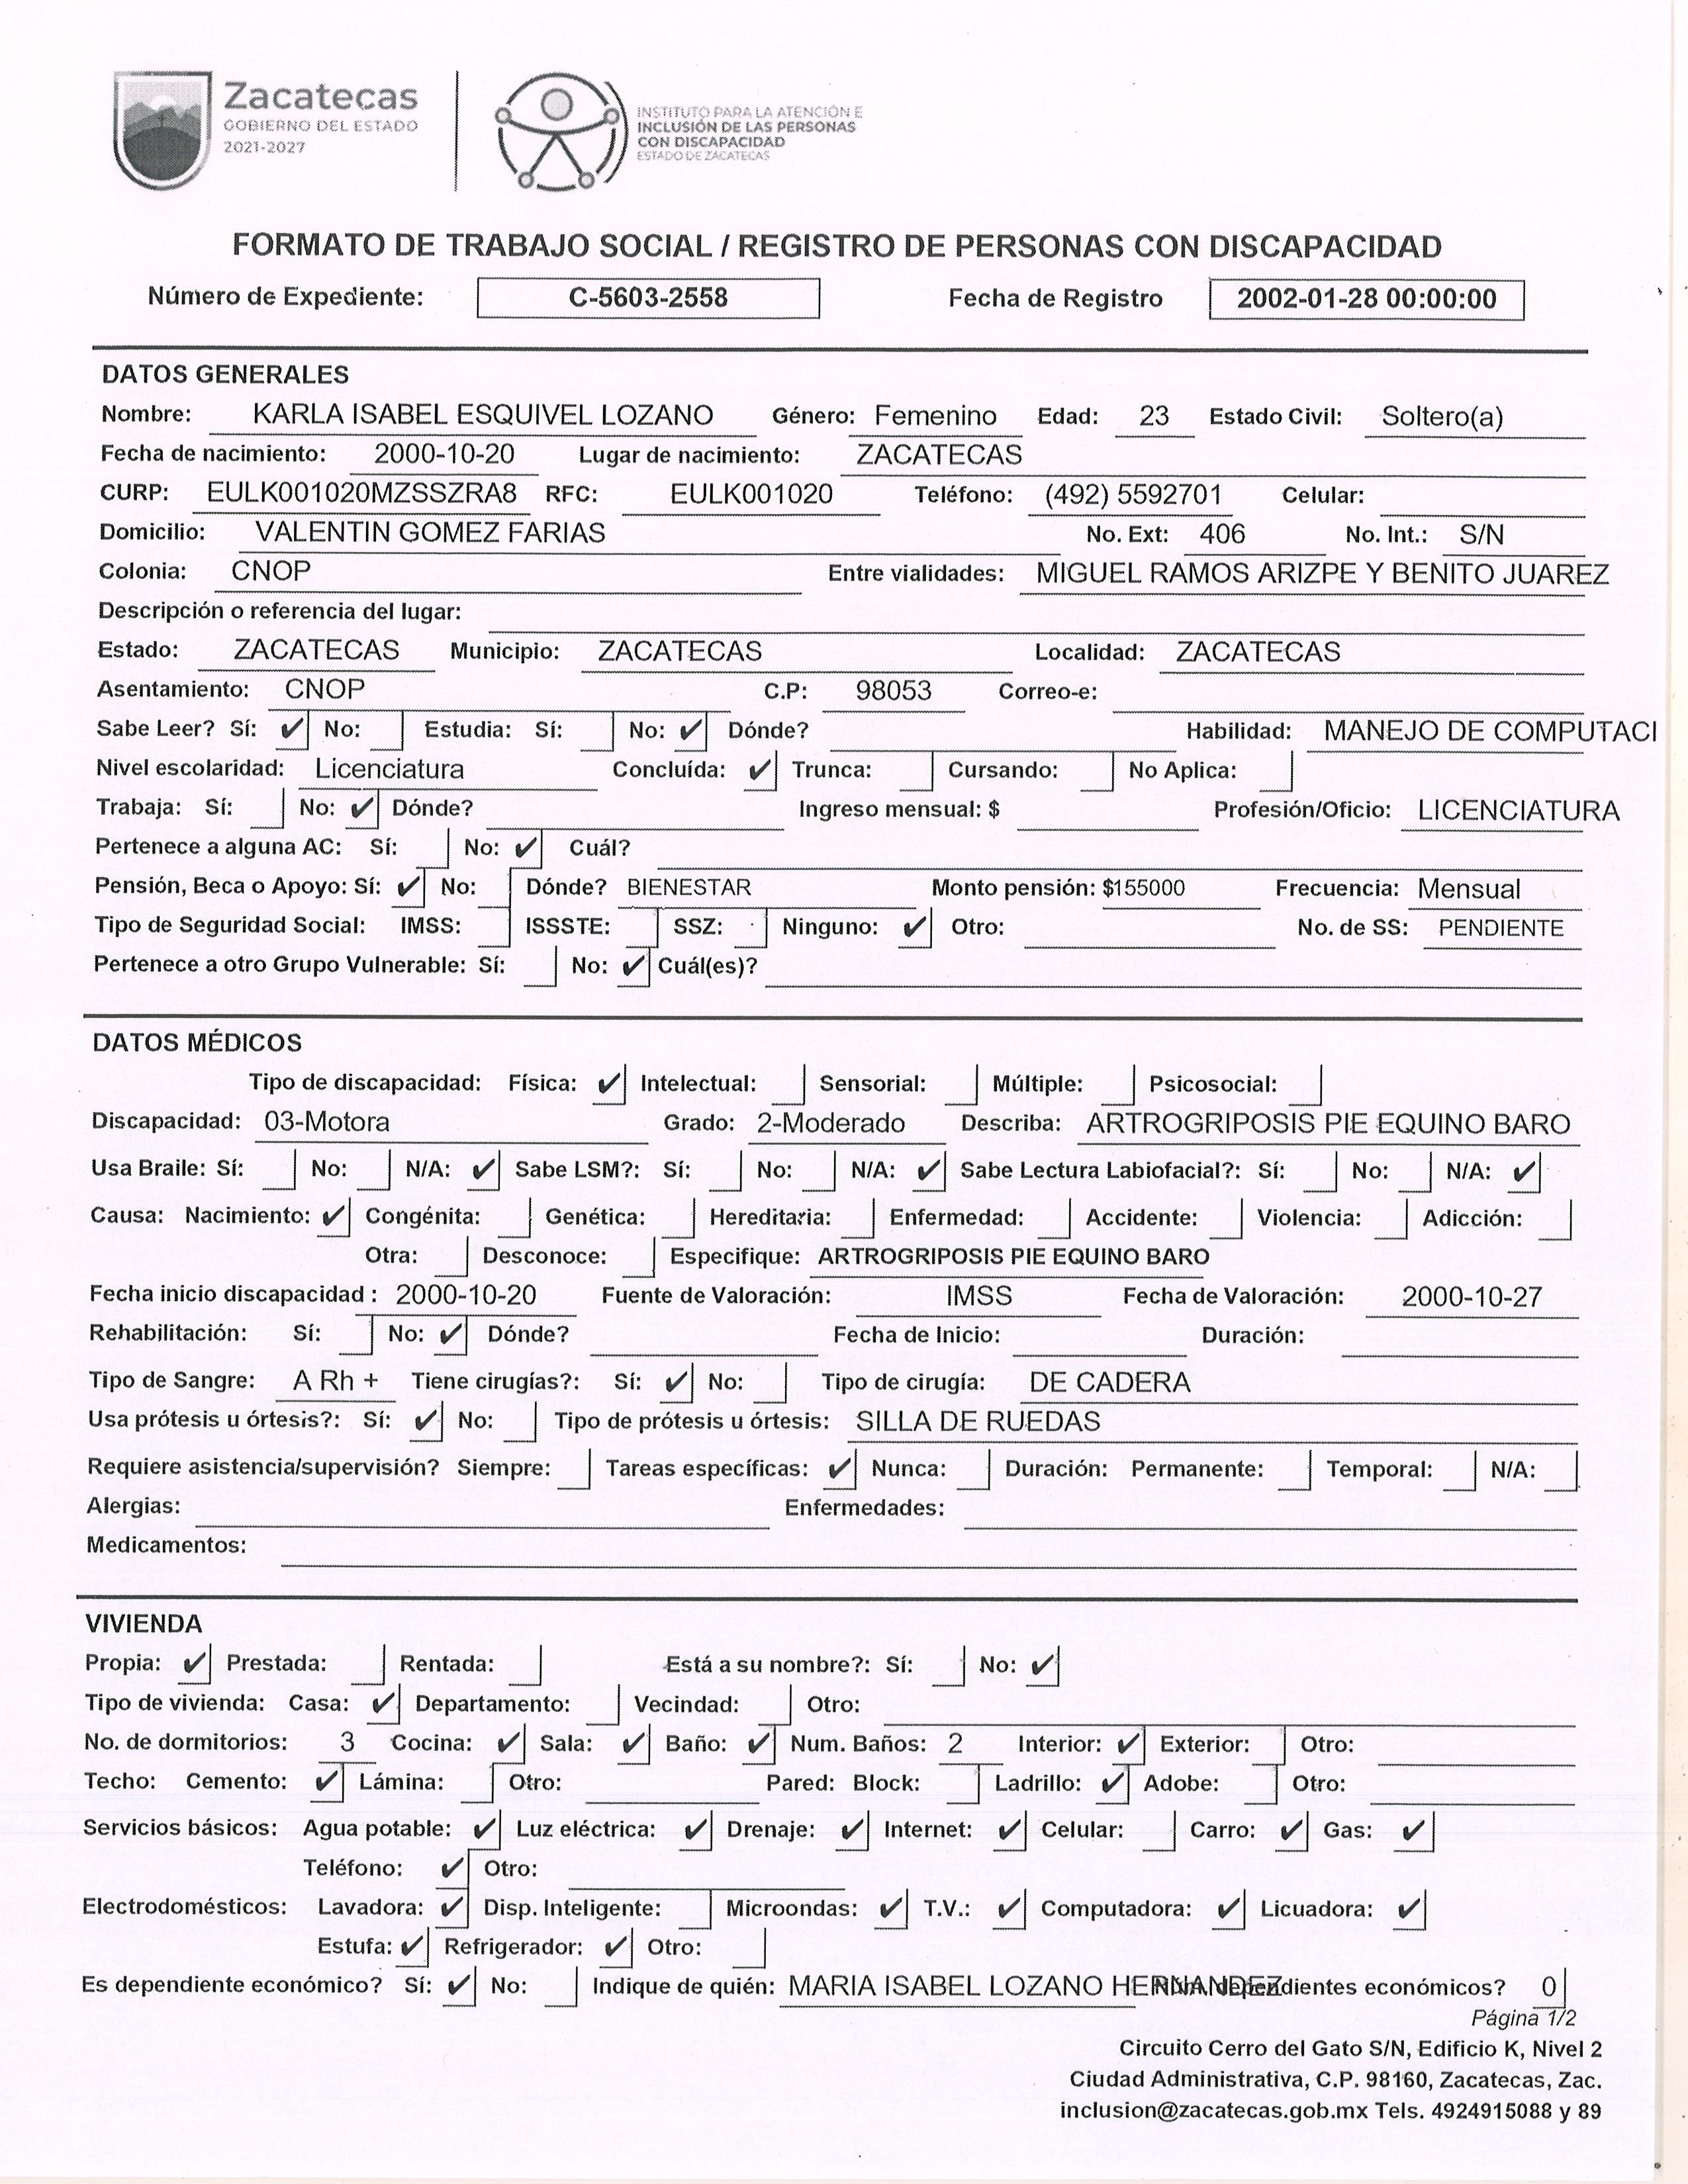 Zacatecas
GOBIERNO DEL ESTADO
2021-2027
INSTITUTO PARA LA ATENCIÓN E
INCLUSIÓN DE LAS PERSONAS
CON DISCAPACIDAD
ESTADO DE ZACATECAS
FORMATO DE TRABAJO SOCIAL / REGISTRO DE PERSONAS CON DISCAPACIDAD
Número de Expediente: C-5603-2558 Fecha de Registro 2002-01-28 00:00:00
DATOS GENERALES
Nombre: KARLA ISABEL ESQUIVEL LOZANO Género: Femenino Edad: 23 Estado Civil: Soltero(a)
Fecha de nacimiento: 2000-10-20 Lugar de nacimiento: ZACATECAS
CURP: EULK001020MZSSZRA8 RFC: EULK001020 Teléfono: (492) 5592701 Celular:
Domicilio: VALENTIN GOMEZ FARIAS No. Ext: 406 No. Int.: S/N
Colonia: CNOP Entre vialidades: MIGUEL RAMOS ARIZPE Y BENITO JUAREZ
Descripción o referencia del lugar:
Estado: ZACATECAS Municipio: ZACATECAS Localidad: ZACATECAS
Asentamiento: CNOP C.P: 98053 Correo-e:
Sabe Leer? Sí: ✔ No: Estudia: Sí: No: ✔ Dónde? Habilidad: MANEJO DE COMPUTACI
Nivel escolaridad: Licenciatura Concluída: ✔ Trunca: Cursando: No Aplica:
Trabaja: Sí: No: ✔ Dónde? Ingreso mensual: $ Profesión/Oficio: LICENCIATURA
Pertenece a alguna AC: Sí: No: ✔ Cuál?
Pensión, Beca o Apoyo: Sí: ✔ No: Dónde? BIENESTAR Monto pensión: $155000 Frecuencia: Mensual
Tipo de Seguridad Social: IMSS: ISSSTE: SSZ: Ninguno: ✔ Otro: No. de SS: PENDIENTE
Pertenece a otro Grupo Vulnerable: Sí: No: ✔ Cuál(es)?
DATOS MÉDICOS
Tipo de discapacidad: Física: ✔ Intelectual: Sensorial: Múltiple: Psicosocial:
Discapacidad: 03-Motora Grado: 2-Moderado Describa: ARTROGRIPOSIS PIE EQUINO BARO
Usa Braile: Sí: No: N/A: ✔ Sabe LSM?: Sí: No: N/A: ✔ Sabe Lectura Labiofacial?: Sí: No: N/A: ✔
Causa: Nacimiento: ✔ Congénita: Genética: Hereditaria: Enfermedad: Accidente: Violencia: Adicción:
Otra: Desconoce: Especifique: ARTROGRIPOSIS PIE EQUINO BARO
Fecha inicio discapacidad : 2000-10-20 Fuente de Valoración: IMSS Fecha de Valoración: 2000-10-27
Rehabilitación: Sí: No: ✔ Dónde? Fecha de Inicio: Duración:
Tipo de Sangre: A Rh + Tiene cirugías?: Sí: ✔ No: Tipo de cirugía: DE CADERA
Usa prótesis u órtesis?: Sí: ✔ No: Tipo de prótesis u órtesis: SILLA DE RUEDAS
Requiere asistencia/supervisión? Siempre: Tareas específicas: ✔ Nunca: Duración: Permanente: Temporal: N/A:
Alergias: Enfermedades:
Medicamentos:
VIVIENDA
Propia: ✔ Prestada: Rentada: Está a su nombre?: Sí: No: ✔
Tipo de vivienda: Casa: ✔ Departamento: Vecindad: Otro:
No. de dormitorios: 3 Cocina: ✔ Sala: ✔ Baño: ✔ Num. Baños: 2 Interior: ✔ Exterior: Otro:
Techo: Cemento: ✔ Lámina: Otro: Pared: Block: Ladrillo: ✔ Adobe: Otro:
Servicios básicos: Agua potable: ✔ Luz eléctrica: ✔ Drenaje: ✔ Internet: ✔ Celular: Carro: ✔ Gas: ✔
Teléfono: ✔ Otro:
Electrodomésticos: Lavadora: ✔ Disp. Inteligente: Microondas: ✔ T.V.: ✔ Computadora: ✔ Licuadora: ✔
Estufa: ✔ Refrigerador: ✔ Otro:
Es dependiente económico? Sí: ✔ No: Indique de quién: MARIA ISABEL LOZANO HERNANDEZ Núm. dependientes económicos? 0
Página 1/2
Circuito Cerro del Gato S/N, Edificio K, Nivel 2
Ciudad Administrativa, C.P. 98160, Zacatecas, Zac.
inclusion@zacatecas.gob.mx Tels. 4924915088 y 89